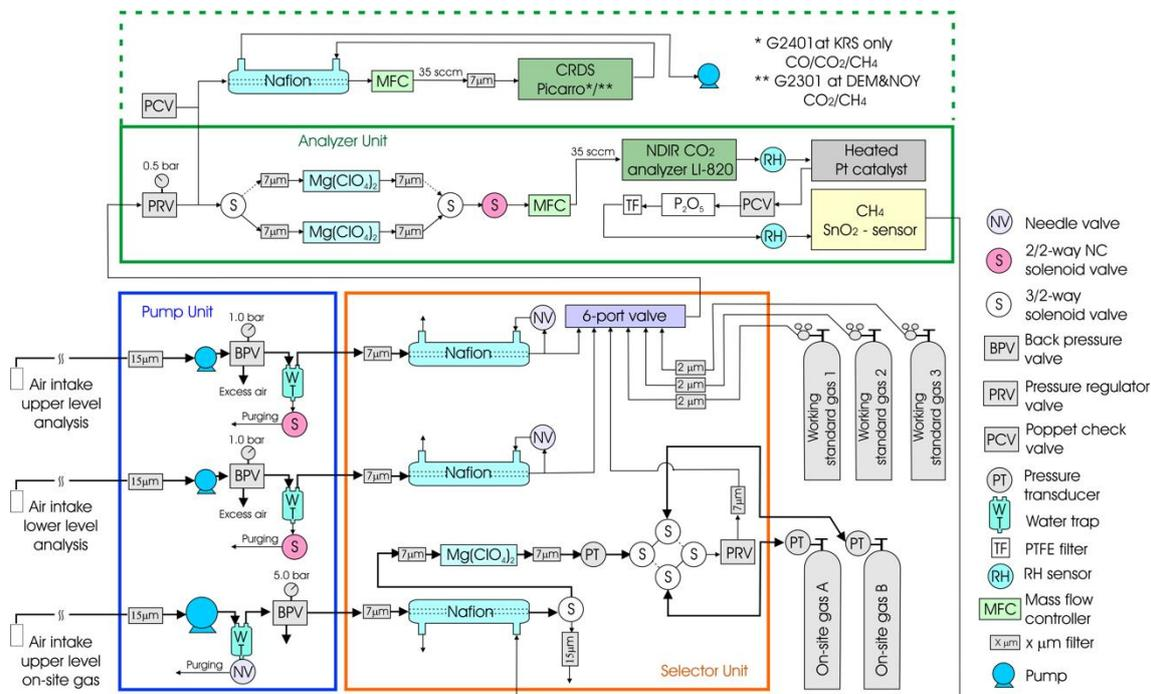 * G2401at KRS only
CO/CO2/CH4
** G2301 at DEM&NOY
CO2/CH4
Nafion
MFC
35 sccm
7µm
CRDS
Picarro*/**
PCV
Analyzer Unit
0.5 bar
PRV
S
7µm
Mg(ClO4)2
7µm
7µm
Mg(ClO4)2
7µm
S
S
MFC
35 sccm
NDIR CO2
analyzer LI-820
RH
Heated
Pt catalyst
TF
P2O5
PCV
RH
CH4
SnO2 - sensor
Pump Unit
Air intake
upper level
analysis
15µm
1.0 bar
BPV
Excess air
W
T
Purging
S
Air intake
lower level
analysis
15µm
1.0 bar
BPV
Excess air
W
T
Purging
S
Air intake
upper level
on-site gas
15µm
W
T
Purging
NV
5.0 bar
BPV
7µm
Nafion
NV
6-port valve
2 µm
2 µm
2 µm
7µm
Nafion
NV
7µm
Mg(ClO4)2
7µm
PT
S
S
S
S
PRV
7µm
7µm
Nafion
S
15µm
Selector Unit
Working
standard gas 1
Working
standard gas 2
Working
standard gas 3
PT
PT
On-site gas A
On-site gas B
NV
Needle valve
S
2/2-way NC
solenoid valve
S
3/2-way
solenoid valve
BPV
Back pressure
valve
PRV
Pressure regulator
valve
PCV
Poppet check
valve
PT
Pressure
transducer
W
T
Water trap
TF
PTFE filter
RH
RH sensor
MFC
Mass flow
controller
X µm
x µm filter
Pump